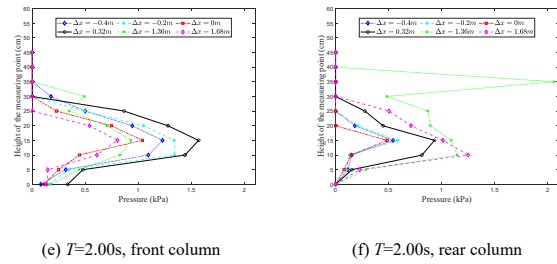 Δx = −0.4m Δx = −0.2m Δx = 0m
Δx = 0.32m Δx = 1.36m Δx = 1.68m
Height of the measuring point (cm)
60
55
50
45
40
35
30
25
20
15
10
5
0
0 0.5 1 1.5 2
Pressure (kPa)
(e) T=2.00s, front column
Δx = −0.4m Δx = −0.2m Δx = 0m
Δx = 0.32m Δx = 1.36m Δx = 1.68m
Height of the measuring point (cm)
60
55
50
45
40
35
30
25
20
15
10
5
0
0 0.5 1 1.5 2
Pressure (kPa)
(f) T=2.00s, rear column